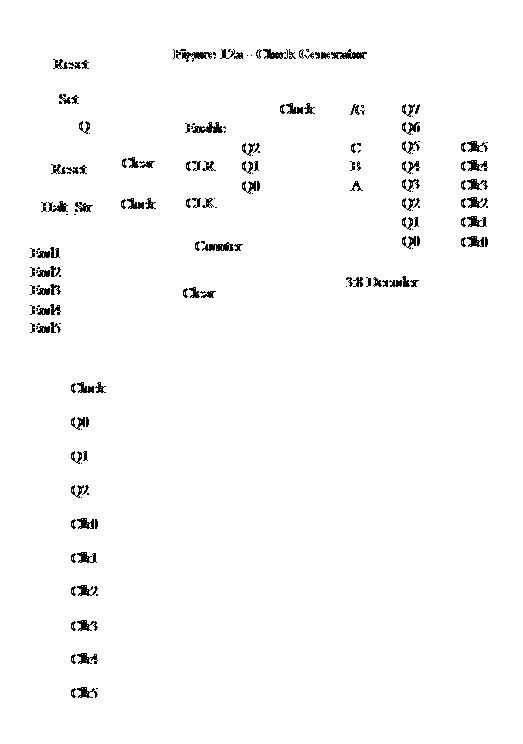 Figure 12a - Clock Generator
Reset
Set
Clock /G Q7
Q Enable Q6
Q2 C Q5 Clk5
Reset Clear CLR Q1 B Q4 Clk4
Q0 A Q3 Clk3
Clock CLK Q2 Clk2
Q1 Clk1
Counter Q0 Clk0
End1
End2
3:8 Decoder
End3 Clear
End4
End5
Clock
Q0
Q1
Q2
Clk0
Clk1
Clk2
Clk3
Clk4
Clk5